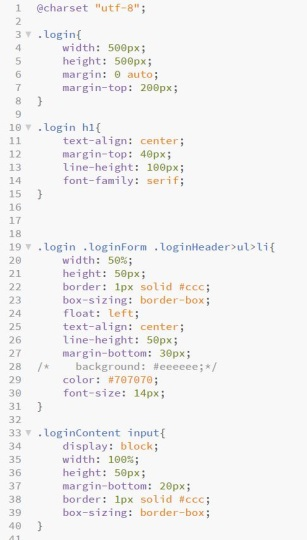 1 @charset "utf-8";
2
3 .login{
4 width: 500px;
5 height: 500px;
6 margin: 0 auto;
7 margin-top: 200px;
8 }
9
10 .login h1{
11 text-align: center;
12 margin-top: 40px;
13 line-height: 100px;
14 font-family: serif;
15 }
16
17
18
19 .login .loginForm .loginHeader>ul>li{
20 width: 50%;
21 height: 50px;
22 border: 1px solid #ccc;
23 box-sizing: border-box;
24 float: left;
25 text-align: center;
26 line-height: 50px;
27 margin-bottom: 30px;
28 /* background: #eeeeee;*/
29 color: #707070;
30 font-size: 14px;
31 }
32
33 .loginContent input{
34 display: block;
35 width: 100%;
36 height: 50px;
37 margin-bottom: 20px;
38 border: 1px solid #ccc;
39 box-sizing: border-box;
40 }
41